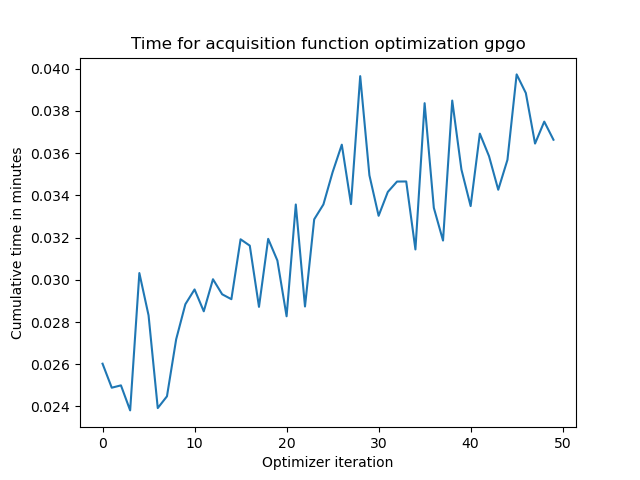 Time for acquisition function optimization gpgo
0.040
0.038
0.036
0.034
0.032
0.030
0.028
0.026
0.024
Cumulative time in minutes
0 10 20 30 40 50
Optimizer iteration